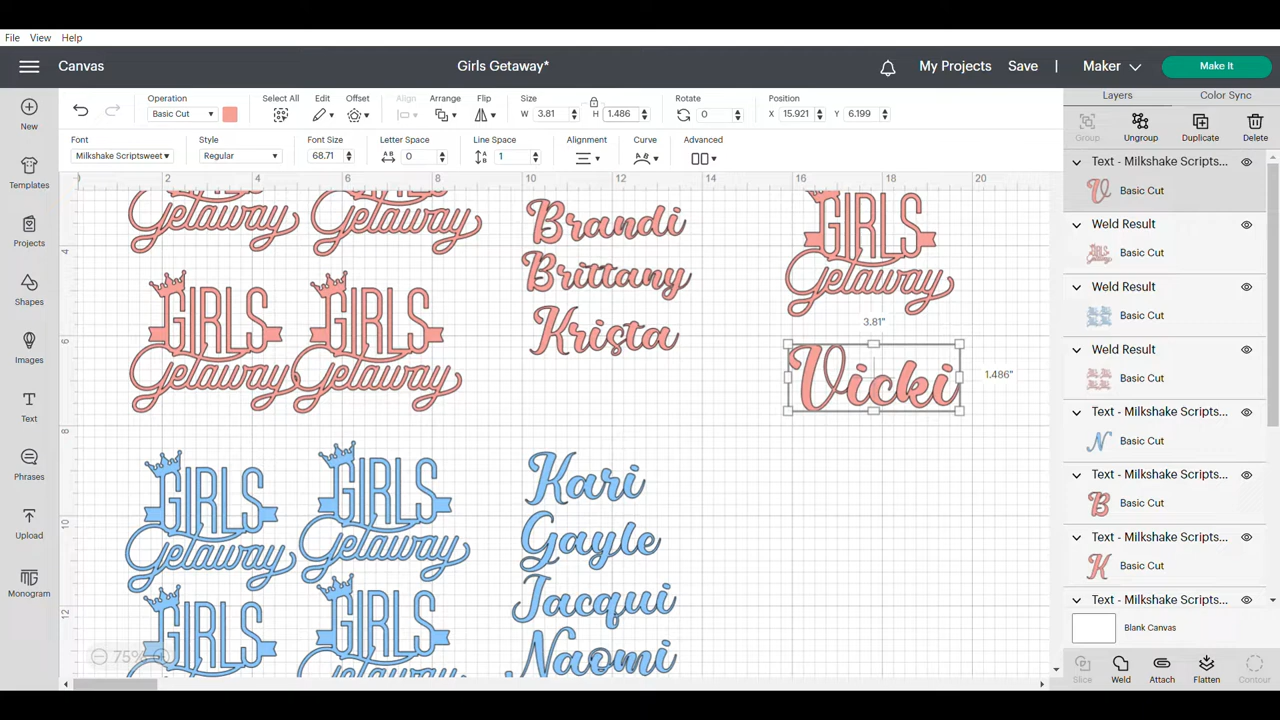 File View Help
Canvas Girls Getaway* My Projects Save | Maker Make It
Operation Select All Edit Offset Align Arrange Flip Size Rotate Position
Basic Cut W 3.81 H 1.486 0 X 15.921 Y 6.199
Font Style Font Size Letter Space Line Space Alignment Curve Advanced
Milkshake Scriptsweet Regular 68.71 0 1
New
Templates
Projects
Shapes
Images
Text
Phrases
Upload
Monogram
2 4 6 8 10 12 14 16 18 20
4
6
8
10
12
Getaway Getaway
GIRLS GIRLS
Getaway Getaway
Brandi
Brittany
Krista
GIRLS
Getaway
3.81"
Vicki
1.486"
GIRLS GIRLS
Getaway Getaway
GIRLS GIRLS
Kari
Gayle
Jacqui
Naomi
75%
Layers Color Sync
Group Ungroup Duplicate Delete
Text - Milkshake Scripts...
V Basic Cut
Weld Result
Basic Cut
Weld Result
Basic Cut
Weld Result
Basic Cut
Text - Milkshake Scripts...
N Basic Cut
Text - Milkshake Scripts...
B Basic Cut
Text - Milkshake Scripts...
K Basic Cut
Text - Milkshake Scripts...
Blank Canvas
Slice Weld Attach Flatten Contour